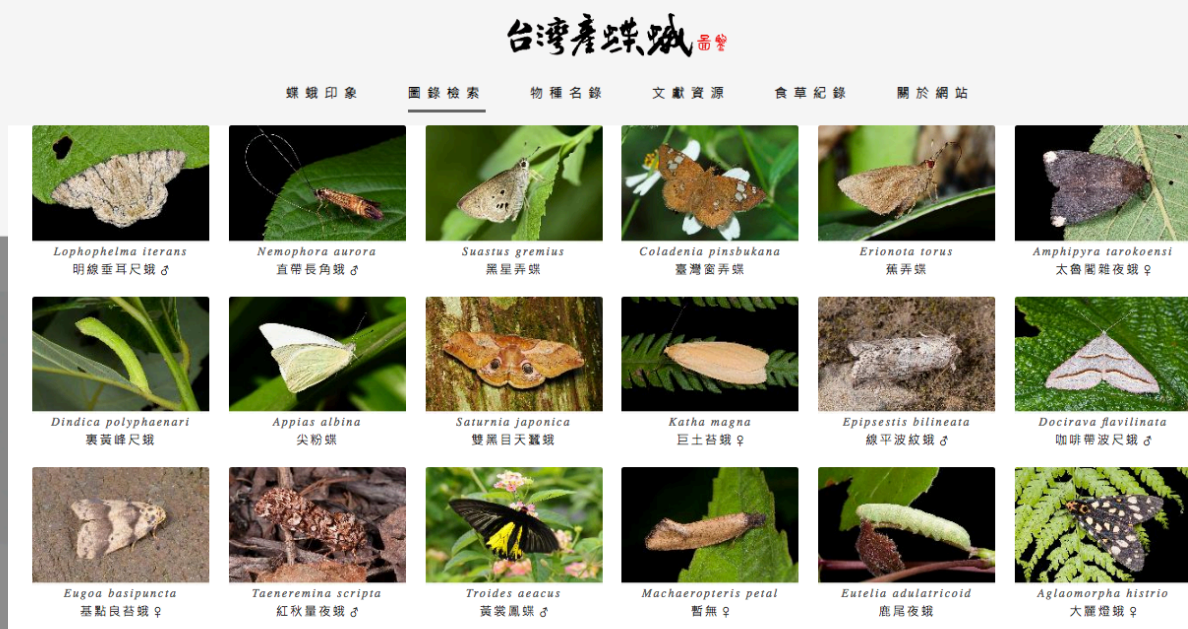 台灣產蝶蛾圖鑒
蝶蛾印象 圖錄檢索 物種名錄 文獻資源 食草紀錄 關於網站
Lophophelma iterans Nemophora aurora Suastus gremius Coladenia pinsbukana Erionota torus Amphipyra tarokoensi
明線垂耳尺蛾♂ 直帶長角蛾♂ 黑星弄蝶 臺灣窗弄蝶 蕉弄蝶 太魯閣雜夜蛾♀
Dindica polyphaenari Appias albina Saturnia japonica Katha magna Epipsestis bilineata Docirava flavilinata
裏黃峰尺蛾 尖粉蝶 雙黑目天蠶蛾 巨土苔蛾♀ 線平波紋蛾♂ 咖啡帶波尺蛾♂
Eugoa basipuncta Taeneremina scripta Troides aeacus Machaeropteris petal Eutelia adulatricoid Aglaomorpha histrio
基點良苔蛾♀ 紅秋量夜蛾♂ 黃裳鳳蝶♂ 暫無♀ 鹿尾夜蛾 大麗燈蛾♀